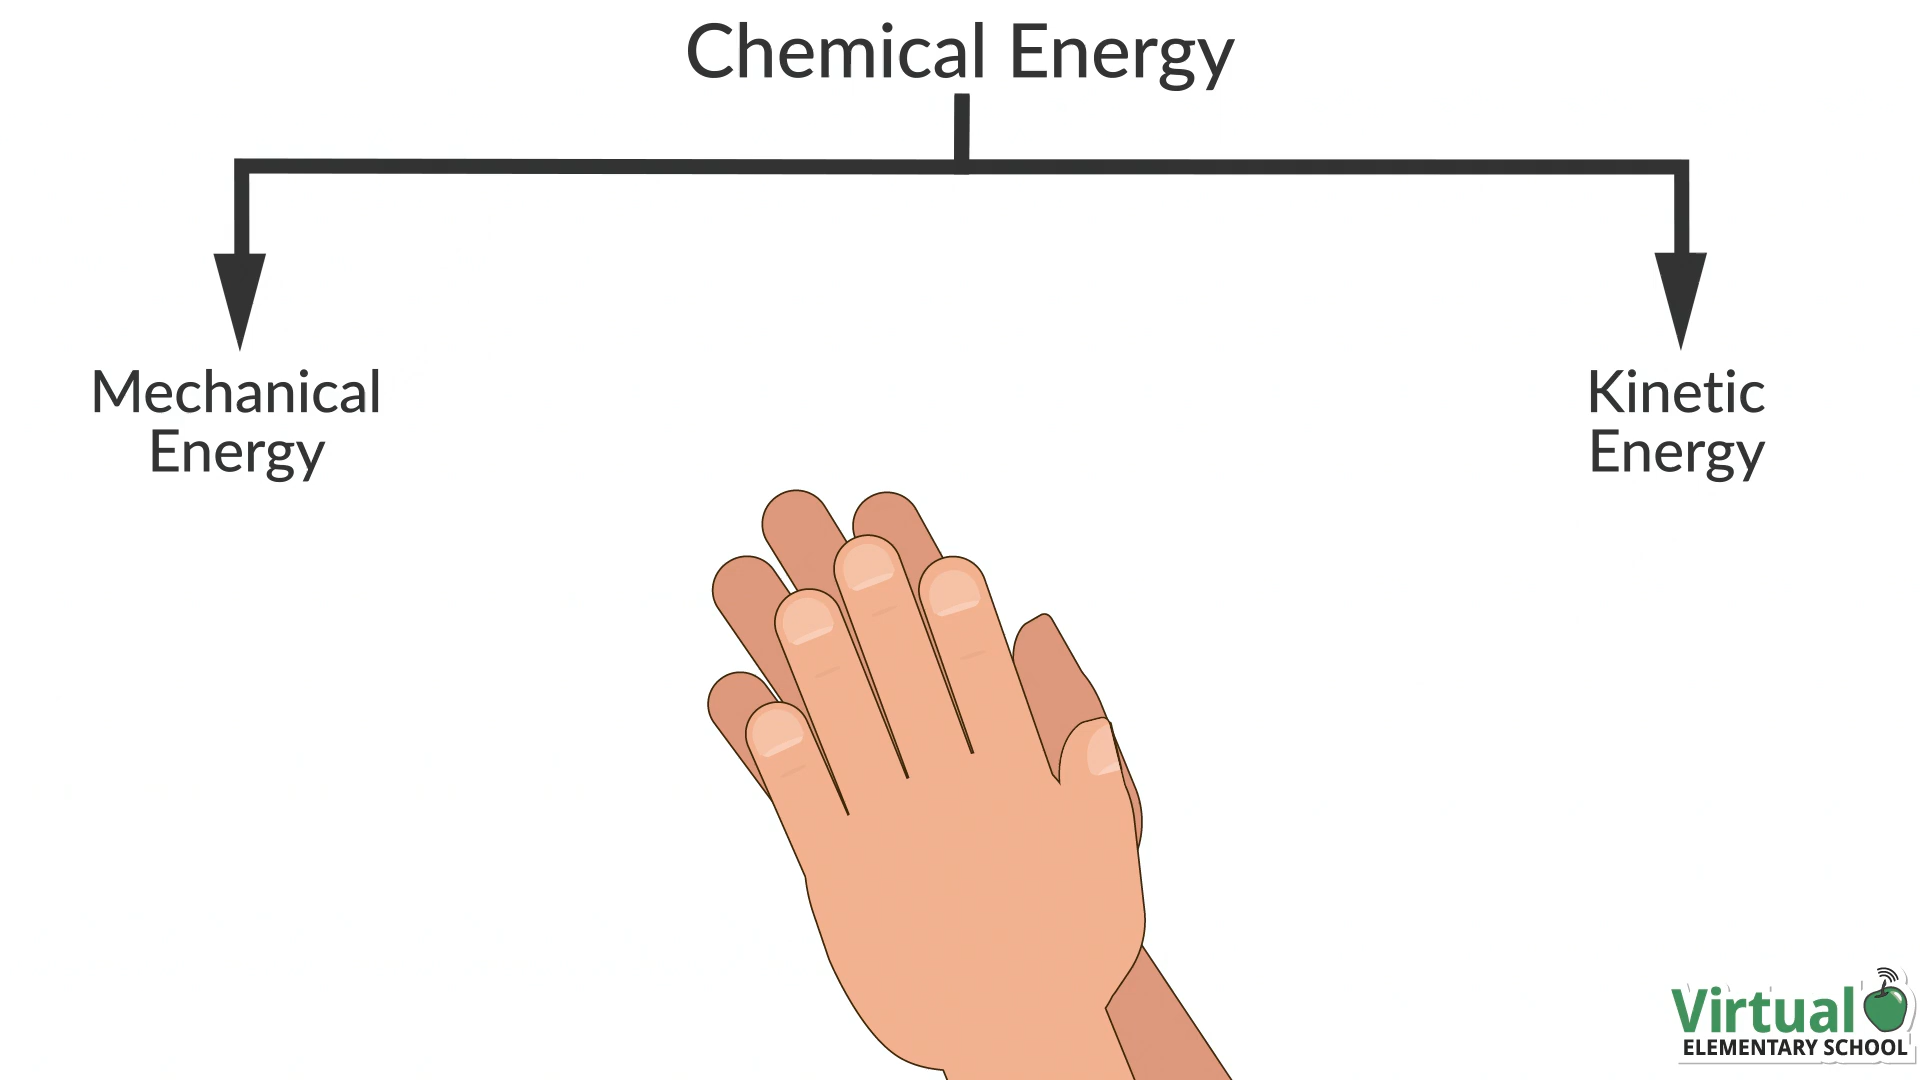 Chemical Energy
Mechanical
Energy
Kinetic
Energy
Virtual
ELEMENTARY SCHOOL